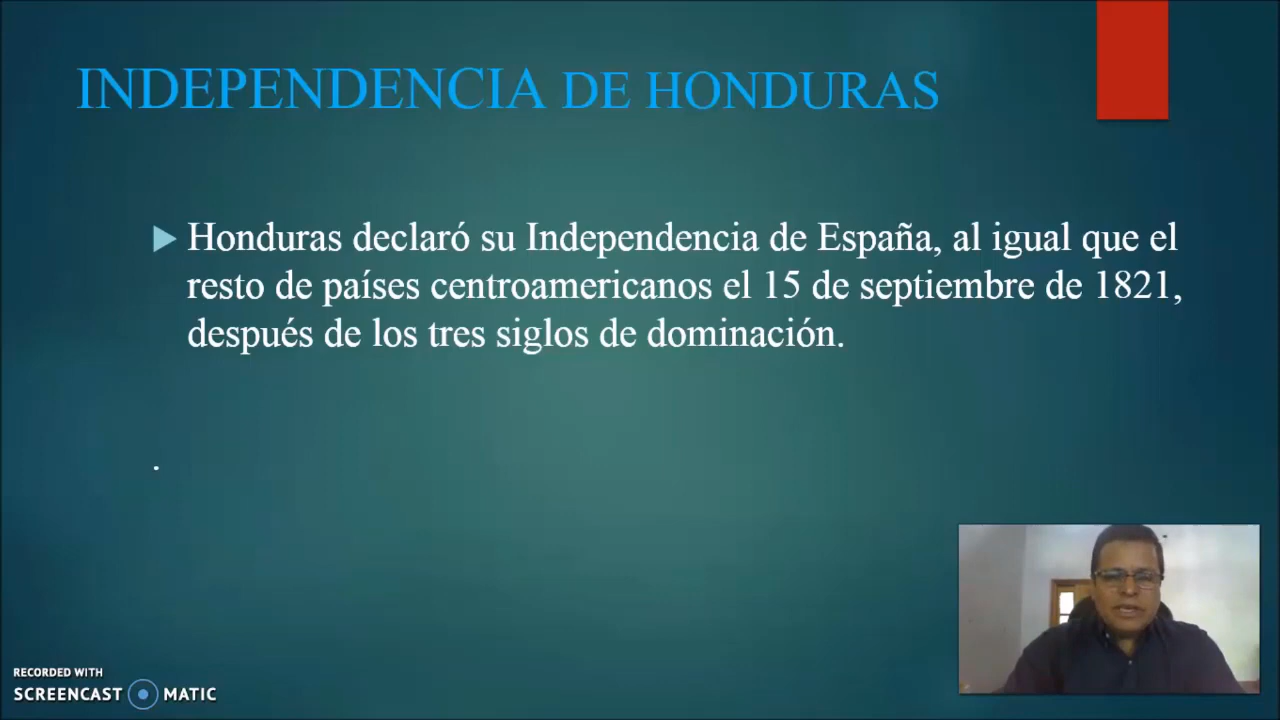 INDEPENDENCIA DE HONDURAS
Honduras declaró su Independencia de España, al igual que el
resto de países centroamericanos el 15 de septiembre de 1821,
después de los tres siglos de dominación.
.
RECORDED WITH
SCREENCAST MATIC